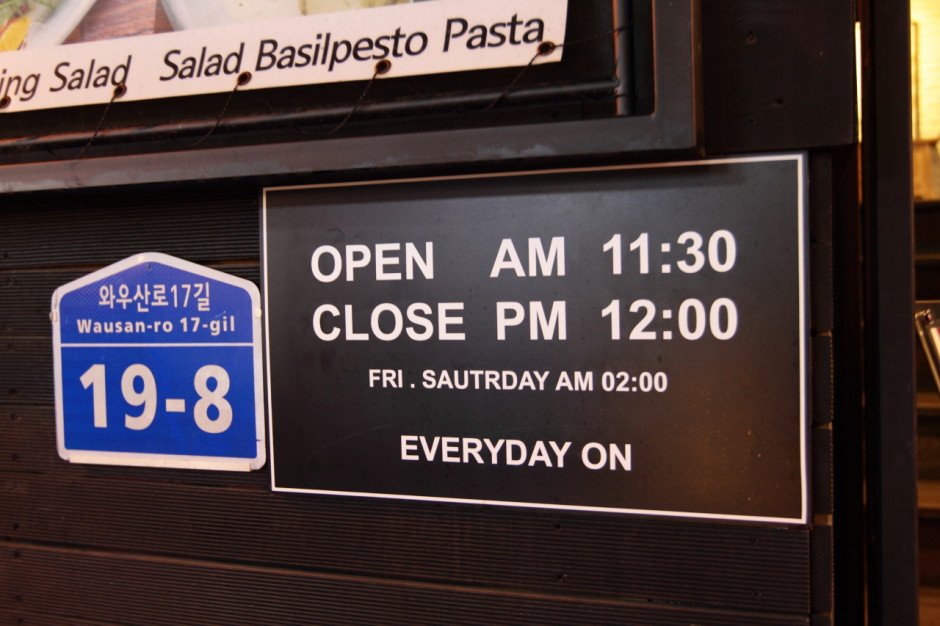 ing Salad Salad Basilpesto Pasta
와우산로17길
Wausan-ro 17-gil
19-8
OPEN AM 11:30
CLOSE PM 12:00
FRI . SAUTRDAY AM 02:00
EVERYDAY ON